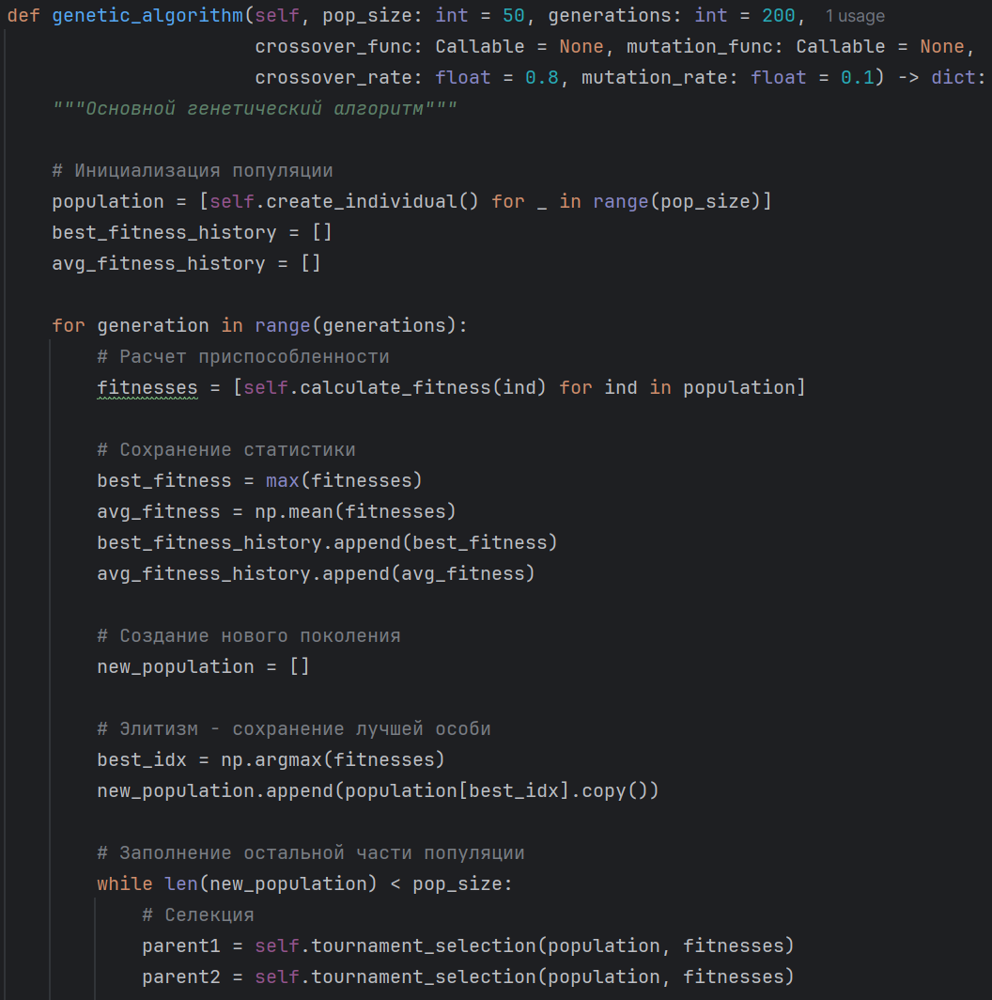 def genetic_algorithm(self, pop_size: int = 50, generations: int = 200,  1 usage
                      crossover_func: Callable = None, mutation_func: Callable = None,
                      crossover_rate: float = 0.8, mutation_rate: float = 0.1) -> dict:
    """Основной генетический алгоритм"""

    # Инициализация популяции
    population = [self.create_individual() for _ in range(pop_size)]
    best_fitness_history = []
    avg_fitness_history = []

    for generation in range(generations):
        # Расчет приспособленности
        fitnesses = [self.calculate_fitness(ind) for ind in population]

        # Сохранение статистики
        best_fitness = max(fitnesses)
        avg_fitness = np.mean(fitnesses)
        best_fitness_history.append(best_fitness)
        avg_fitness_history.append(avg_fitness)

        # Создание нового поколения
        new_population = []

        # Элитизм - сохранение лучшей особи
        best_idx = np.argmax(fitnesses)
        new_population.append(population[best_idx].copy())

        # Заполнение остальной части популяции
        while len(new_population) < pop_size:
            # Селекция
            parent1 = self.tournament_selection(population, fitnesses)
            parent2 = self.tournament_selection(population, fitnesses)